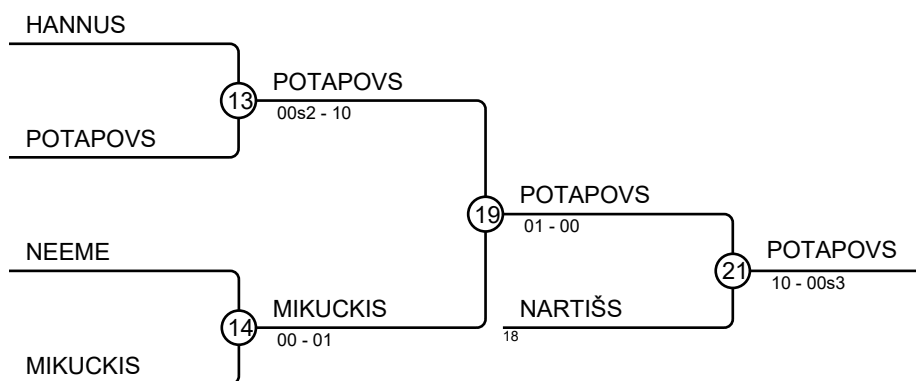 HANNUS
13
POTAPOVS
00s2 - 10
POTAPOVS
19
POTAPOVS
01 - 00
NEEME
21
POTAPOVS
10 - 00s3
14
MIKUCKIS
00 - 01
NARTIŠS
18
MIKUCKIS